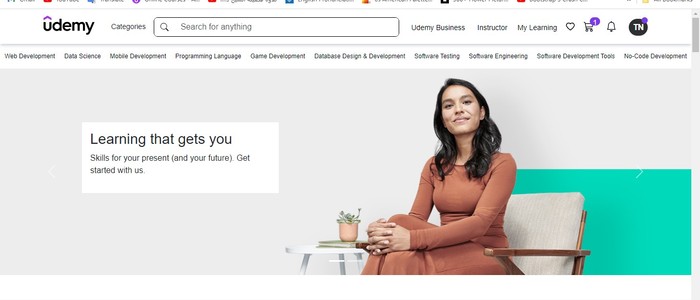 ûdemy
Categories
Search for anything
Udemy Business
Instructor
My Learning
1
TN
Web Development
Data Science
Mobile Development
Programming Language
Game Development
Database Design & Development
Software Testing
Software Engineering
Software Development Tools
No-Code Development
Learning that gets you
Skills for your present (and your future). Get
started with us.